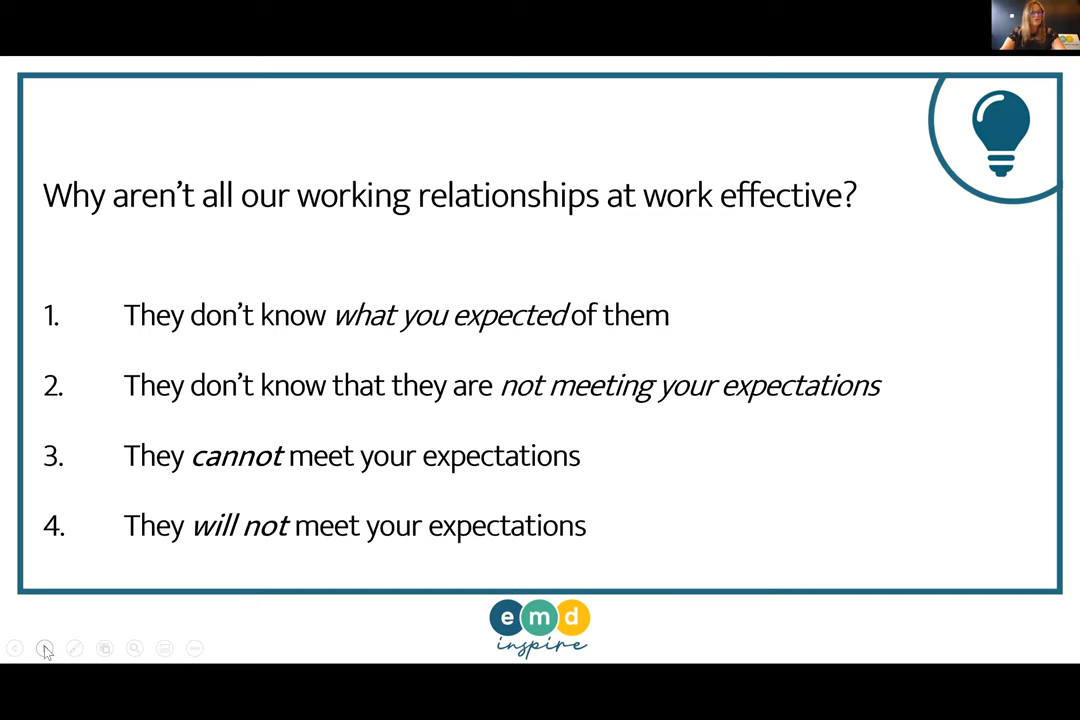 Why aren't all our working relationships at work effective?
1. They don't know what you expected of them
2. They don't know that they are not meeting your expectations
3. They cannot meet your expectations
4. They will not meet your expectations
emd
inspire